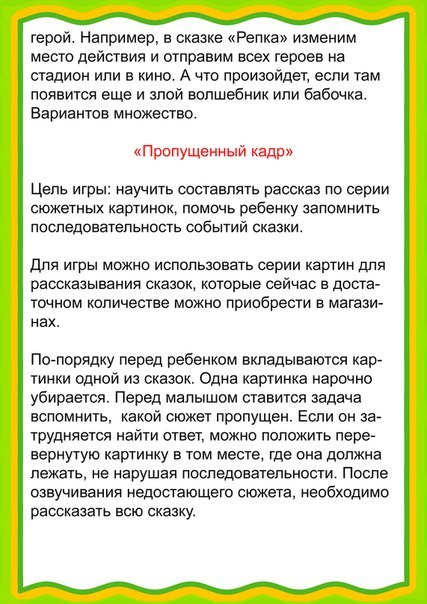 герой. Например, в сказке «Репка» изменим
место действия и отправим всех героев на
стадион или в кино. А что произойдет, если там
появится еще и злой волшебник или бабочка.
Вариантов множество.
«Пропущенный кадр»
Цель игры: научить составлять рассказ по серии
сюжетных картинок, помочь ребенку запомнить
последовательность событий сказки.
Для игры можно использовать серии картин для
рассказывания сказок, которые сейчас в доста-
точном количестве можно приобрести в магази-
нах.
По-порядку перед ребенком вкладываются кар-
тинки одной из сказок. Одна картинка нарочно
убирается. Перед малышом ставится задача
вспомнить,  какой сюжет пропущен. Если он за-
трудняется найти ответ, можно положить пере-
вернутую картинку в том месте, где она должна
лежать, не нарушая последовательности. После
озвучивания недостающего сюжета, необходимо
рассказать всю сказку.